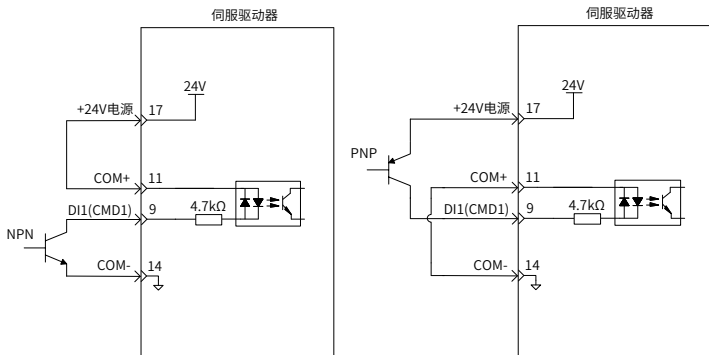 伺服驱动器
24V
+24V电源
17
COM+
11
DI1(CMD1)
9
4.7kΩ
NPN
COM-
14
伺服驱动器
24V
+24V电源
17
PNP
COM+
11
DI1(CMD1)
9
4.7kΩ
COM-
14